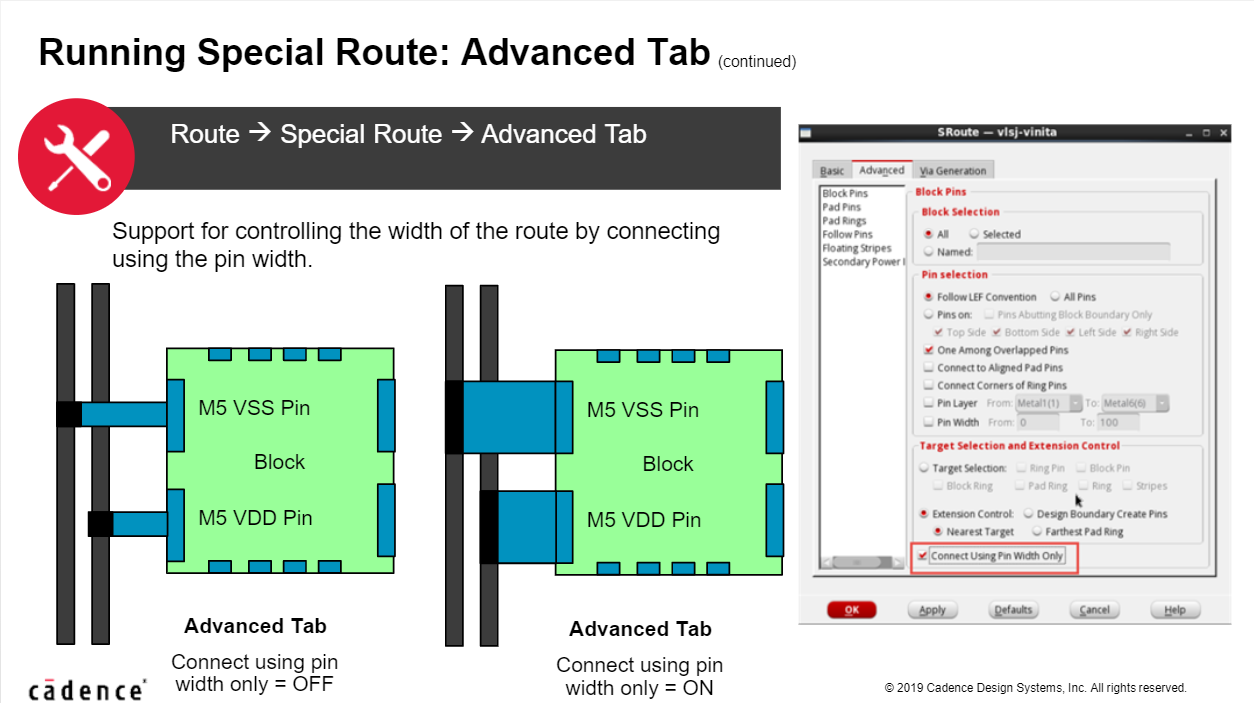 Running Special Route: Advanced Tab (continued)
Route → Special Route → Advanced Tab
Support for controlling the width of the route by connecting
using the pin width.
M5 VSS Pin
Block
M5 VDD Pin
Advanced Tab
Connect using pin
width only = OFF
M5 VSS Pin
Block
M5 VDD Pin
Advanced Tab
Connect using pin
width only = ON
SRoute — vlsj-vinita
Basic Advanced Via Generation
Block Pins
Pad Pins
Pad Rings
Follow Pins
Floating Stripes
Secondary Power
Block Pins
Block Selection
All Selected
Named:
Pin selection
Follow LEF Convention All Pins
Pins on: Pins Abutting Block Boundary Only
Top Side Bottom Side Left Side Right Side
One Among Overlapped Pins
Connect to Aligned Pad Pins
Connect Corners of Ring Pins
Pin Layer From: Metal1(1) To: Metal6(6)
Pin Width From: 0 To: 100
Target Selection and Extension Control
Target Selection: Ring Pin Block Pin
Block Ring Pad Ring Ring Stripes
Extension Control: Design Boundary Create Pins
Nearest Target Farthest Pad Ring
Connect Using Pin Width Only
OK Apply Defaults Cancel Help
cādence
© 2019 Cadence Design Systems, Inc. All rights reserved.